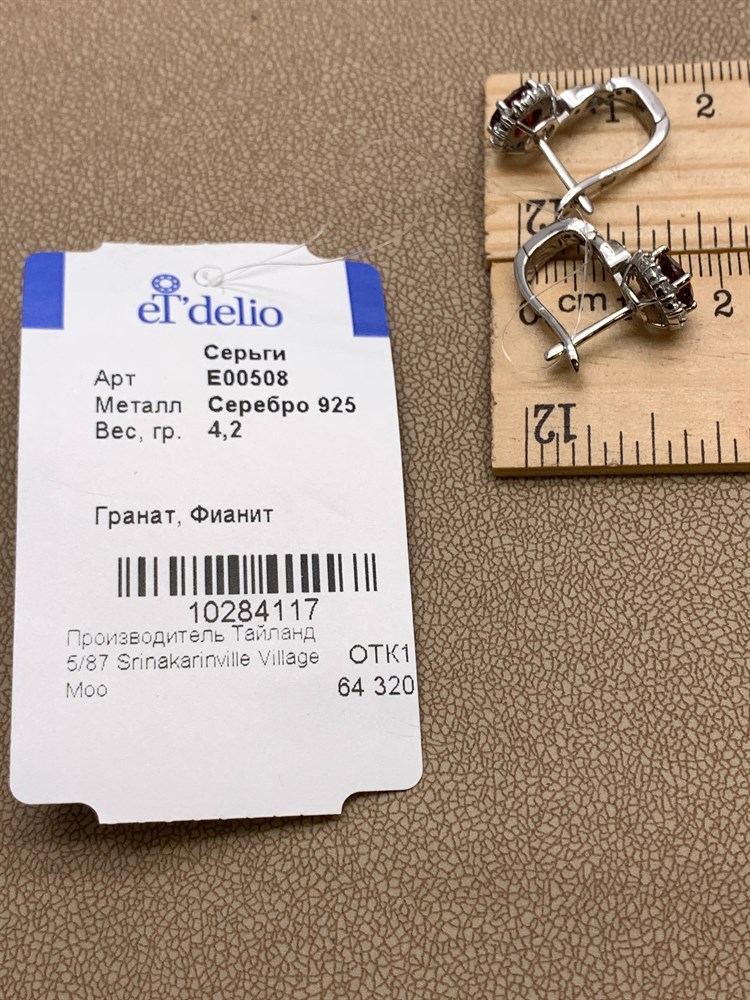 eT'delio
Серьги
Арт E00508
Металл Серебро 925
Вес, гр. 4,2
Гранат, Фианит
10284117
Производитель Тайланд
5/87 Srinakarinville Village ОТК1
Moo 64 320
1 2
12
0 cm 2
12